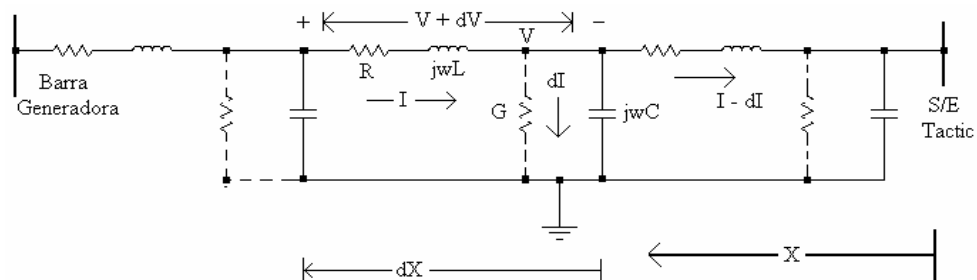 +
V + dV
−
V
R
jwL
I
dI
G
jwC
I - dI
Barra
Generadora
S/E
Tactic
dX
X